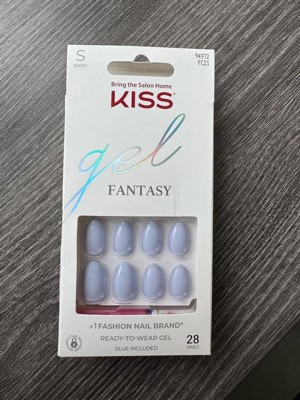 S
SHORT
94972
FC21
Bring the Salon Home
KISS
gel
FANTASY
#1 FASHION NAIL BRAND*
READY-TO-WEAR GEL
GLUE INCLUDED
28
NAILS